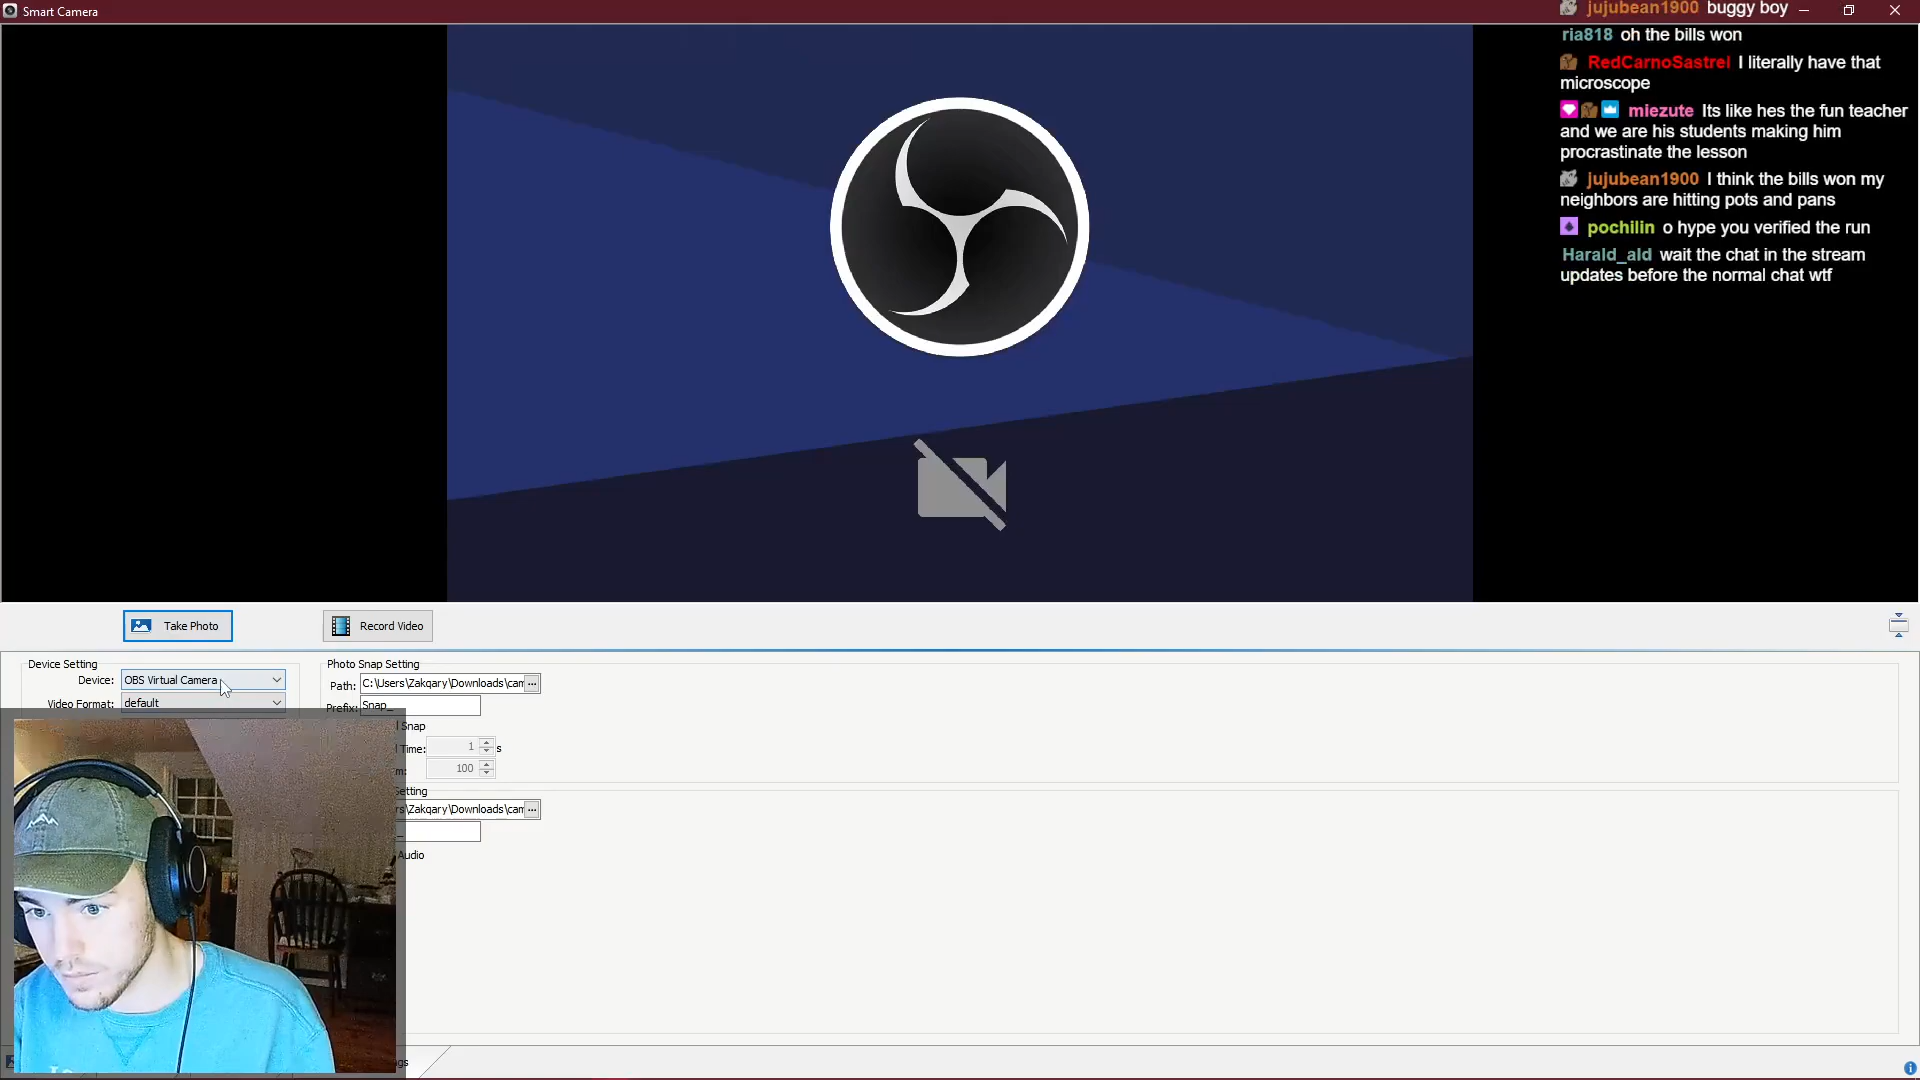 Smart Camera
jujubean1900 buggy boy
ria818 oh the bills won
RedCarnoSastrel I literally have that
microscope
miezute Its like hes the fun teacher
and we are his students making him
procrastinate the lesson
jujubean1900 I think the bills won my
neighbors are hitting pots and pans
pochilin o hype you verified the run
Harald_ald wait the chat in the stream
updates before the normal chat wtf
Take Photo
Record Video
Device Setting
Device: OBS Virtual Camera
Video Format: default
Photo Snap Setting
Path: C:\Users\Zakqary\Downloads\cam
Prefix: Snap_
Snap
Time: 1 s
100
Setting
rs\Zakqary\Downloads\cam
Audio